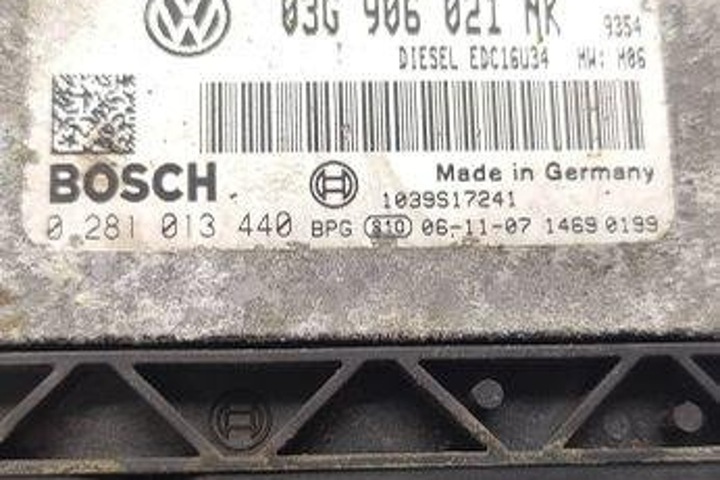 03G 906 021 NK 9354
DIESEL EDC16U34 HW: H06
BOSCH
Made in Germany
1039S17241
0 281 013 440 BPG 810 06-11-07 1469 0199